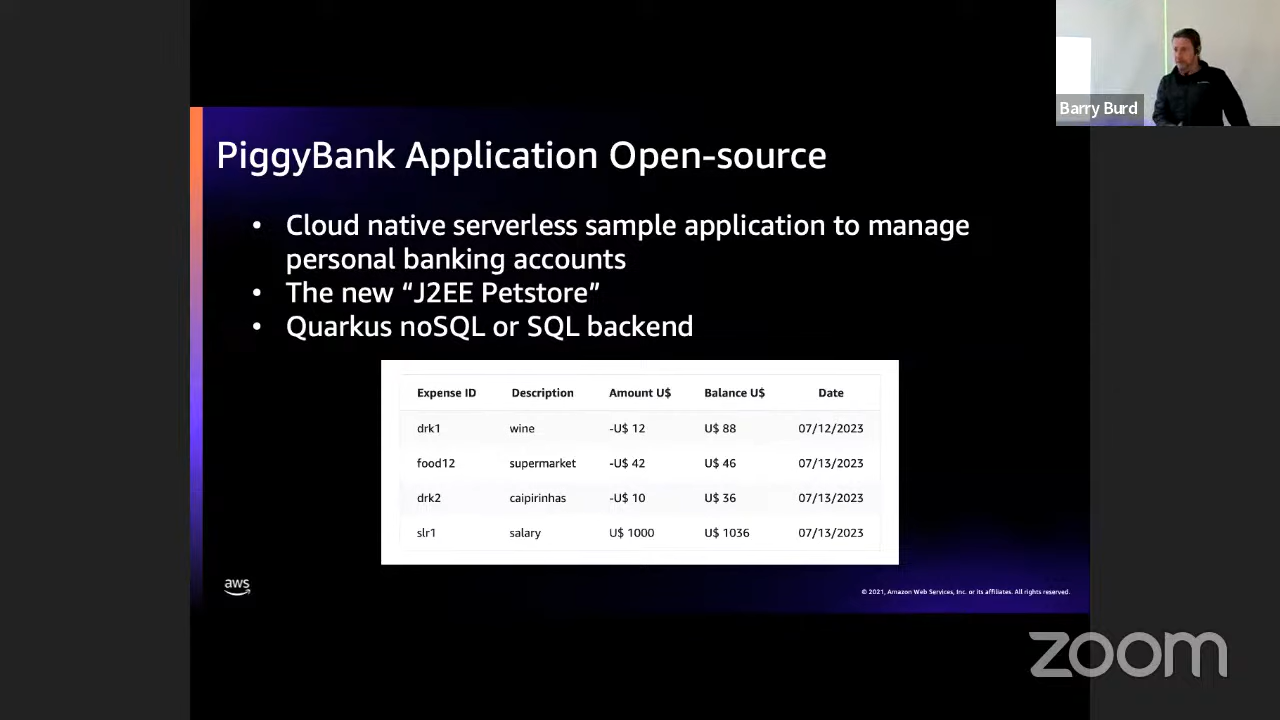 Barry Burd
PiggyBank Application Open-source
• Cloud native serverless sample application to manage
personal banking accounts
• The new “J2EE Petstore”
• Quarkus noSQL or SQL backend
Expense ID Description Amount U$ Balance U$ Date
drk1 wine -U$ 12 U$ 88 07/12/2023
food12 supermarket -U$ 42 U$ 46 07/13/2023
drk2 caipirinhas -U$ 10 U$ 36 07/13/2023
slr1 salary U$ 1000 U$ 1036 07/13/2023
aws
© 2021, Amazon Web Services, Inc. or its affiliates. All rights reserved.
zoom